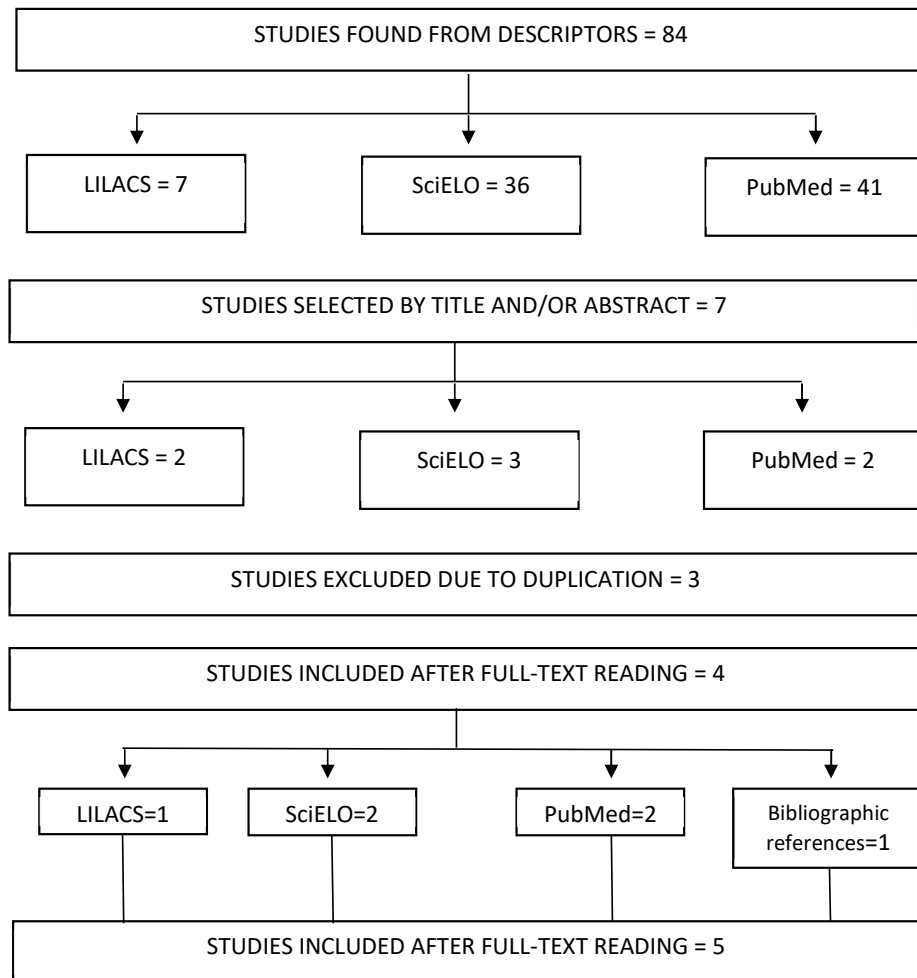 STUDIES FOUND FROM DESCRIPTORS = 84
LILACS = 7
SciELO = 36
PubMed = 41
STUDIES SELECTED BY TITLE AND/OR ABSTRACT = 7
LILACS = 2
SciELO = 3
PubMed = 2
STUDIES EXCLUDED DUE TO DUPLICATION = 3
STUDIES INCLUDED AFTER FULL-TEXT READING = 4
LILACS=1
SciELO=2
PubMed=2
Bibliographic
references=1
STUDIES INCLUDED AFTER FULL-TEXT READING = 5